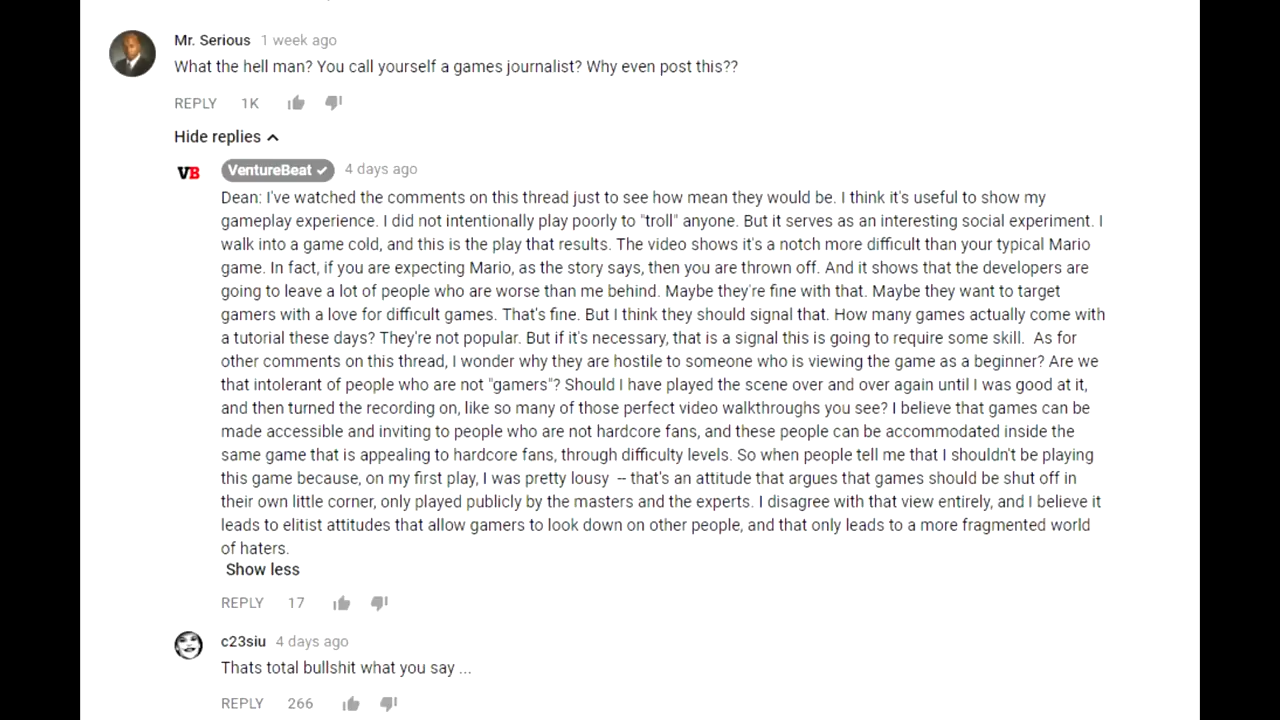 Mr. Serious 1 week ago
What the hell man? You call yourself a games journalist? Why even post this??
REPLY 1K
Hide replies
VB VentureBeat 4 days ago
Dean: I've watched the comments on this thread just to see how mean they would be. I think it's useful to show my
gameplay experience. I did not intentionally play poorly to "troll" anyone. But it serves as an interesting social experiment. I
walk into a game cold, and this is the play that results. The video shows it's a notch more difficult than your typical Mario
game. In fact, if you are expecting Mario, as the story says, then you are thrown off. And it shows that the developers are
going to leave a lot of people who are worse than me behind. Maybe they're fine with that. Maybe they want to target
gamers with a love for difficult games. That's fine. But I think they should signal that. How many games actually come with
a tutorial these days? They're not popular. But if it's necessary, that is a signal this is going to require some skill.  As for
other comments on this thread, I wonder why they are hostile to someone who is viewing the game as a beginner? Are we
that intolerant of people who are not "gamers"? Should I have played the scene over and over again until I was good at it,
and then turned the recording on, like so many of those perfect video walkthroughs you see? I believe that games can be
made accessible and inviting to people who are not hardcore fans, and these people can be accommodated inside the
same game that is appealing to hardcore fans, through difficulty levels. So when people tell me that I shouldn't be playing
this game because, on my first play, I was pretty lousy  -- that's an attitude that argues that games should be shut off in
their own little corner, only played publicly by the masters and the experts. I disagree with that view entirely, and I believe it
leads to elitist attitudes that allow gamers to look down on other people, and that only leads to a more fragmented world
of haters.
Show less
REPLY 17
c23siu 4 days ago
Thats total bullshit what you say ...
REPLY 266